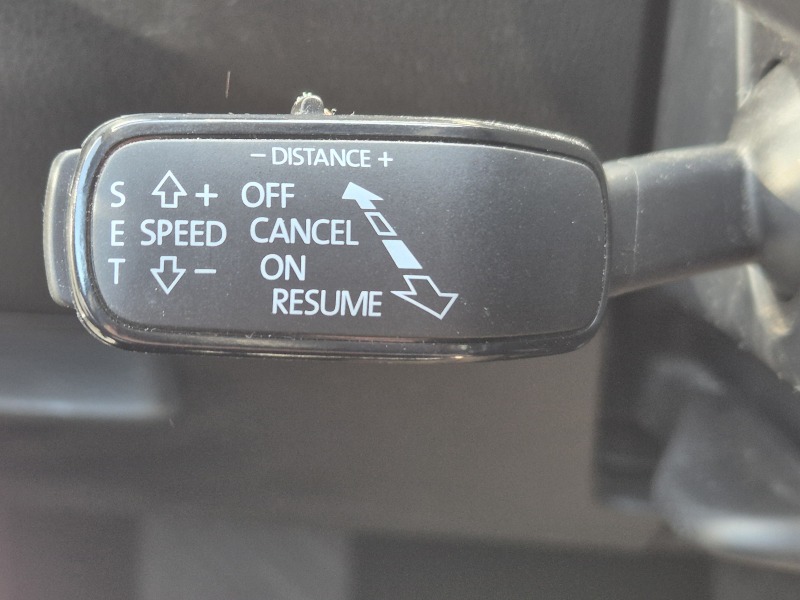 − DISTANCE +
S + OFF
E SPEED CANCEL
T − ON
RESUME